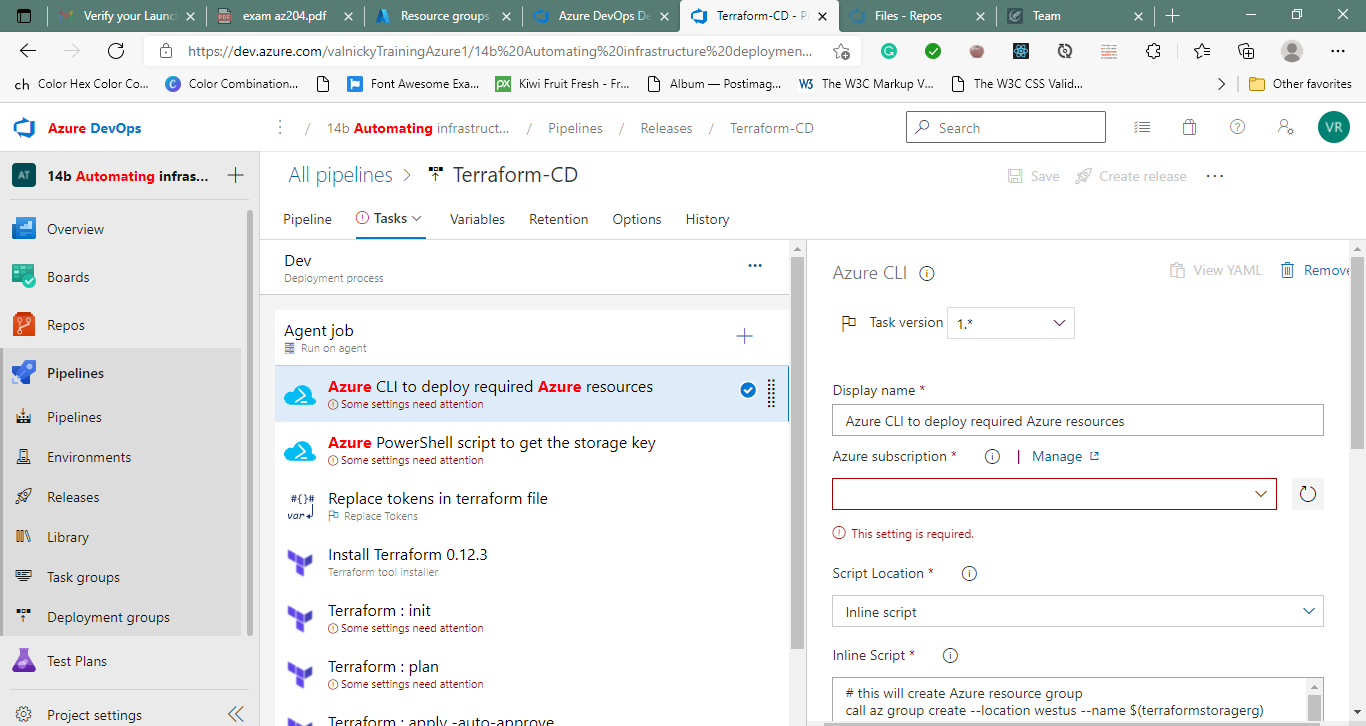 Verify your Launc
exam az204.pdf
Resource groups
Azure DevOps De
Terraform-CD - Pi
Files - Repos
Team
https://dev.azure.com/valnickyTrainingAzure1/14b%20Automating%20infrastructure%20deploymen...
ch Color Hex Color Co...
Color Combination...
Font Awesome Exa...
Kiwi Fruit Fresh - Fr...
Album — Postimag...
The W3C Markup V...
The W3C CSS Valid...
Other favorites
Azure DevOps
/ 14b Automating infrastruct... / Pipelines / Releases / Terraform-CD
Search
VR
AT 14b Automating infras...
Overview
Boards
Repos
Pipelines
Pipelines
Environments
Releases
Library
Task groups
Deployment groups
Test Plans
Project settings
All pipelines > Terraform-CD
Save
Create release
Pipeline
Tasks
Variables
Retention
Options
History
Dev
Deployment process
Agent job
Run on agent
Azure CLI to deploy required Azure resources
Some settings need attention
Azure PowerShell script to get the storage key
Some settings need attention
#{}#
var
Replace tokens in terraform file
Replace Tokens
Install Terraform 0.12.3
Terraform tool installer
Terraform : init
Some settings need attention
Terraform : plan
Some settings need attention
Terraform : apply -auto-approve
Azure CLI
View YAML
Remove
Task version 1.*
Display name *
Azure CLI to deploy required Azure resources
Azure subscription * | Manage
This setting is required.
Script Location *
Inline script
Inline Script *
# this will create Azure resource group
call az group create --location westus --name $(terraformstoragerg)